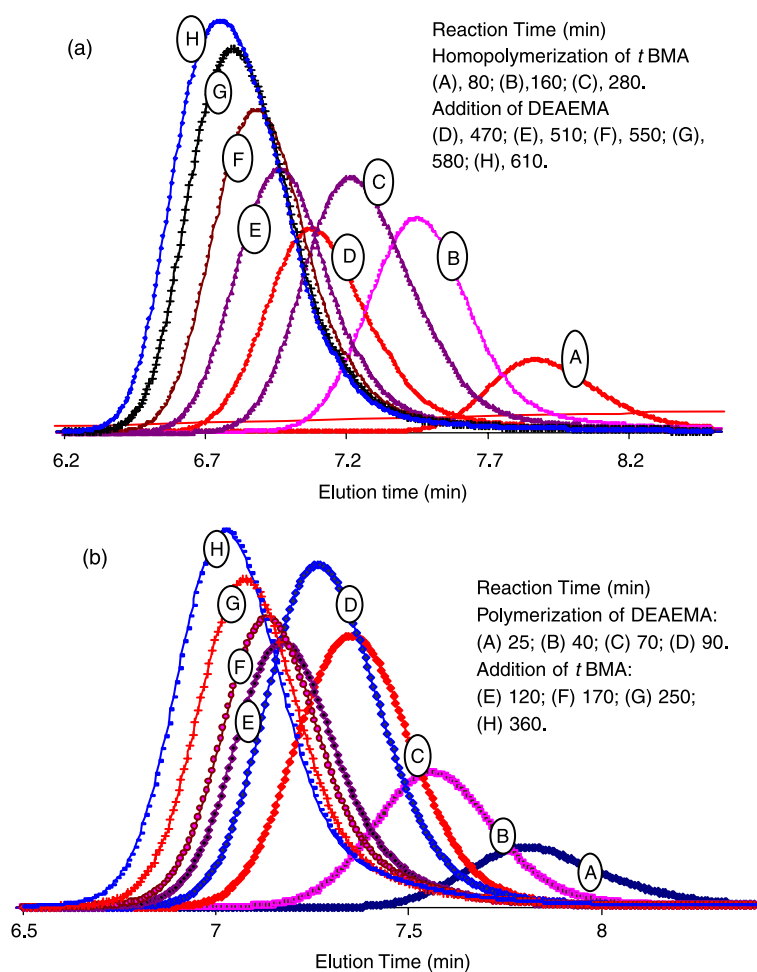 (a)
Reaction Time (min)
Homopolymerization of t BMA
(A), 80; (B),160; (C), 280.
Addition of DEAEMA
(D), 470; (E), 510; (F), 550; (G),
580; (H), 610.
H
G
F
E
D
C
B
A
6.2 6.7 7.2 7.7 8.2
Elution time (min)
(b)
Reaction Time (min)
Polymerization of DEAEMA:
(A) 25; (B) 40; (C) 70; (D) 90.
Addition of t BMA:
(E) 120; (F) 170; (G) 250;
(H) 360.
H
G
F
E
D
C
B
A
6.5 7 7.5 8
Elution Time (min)